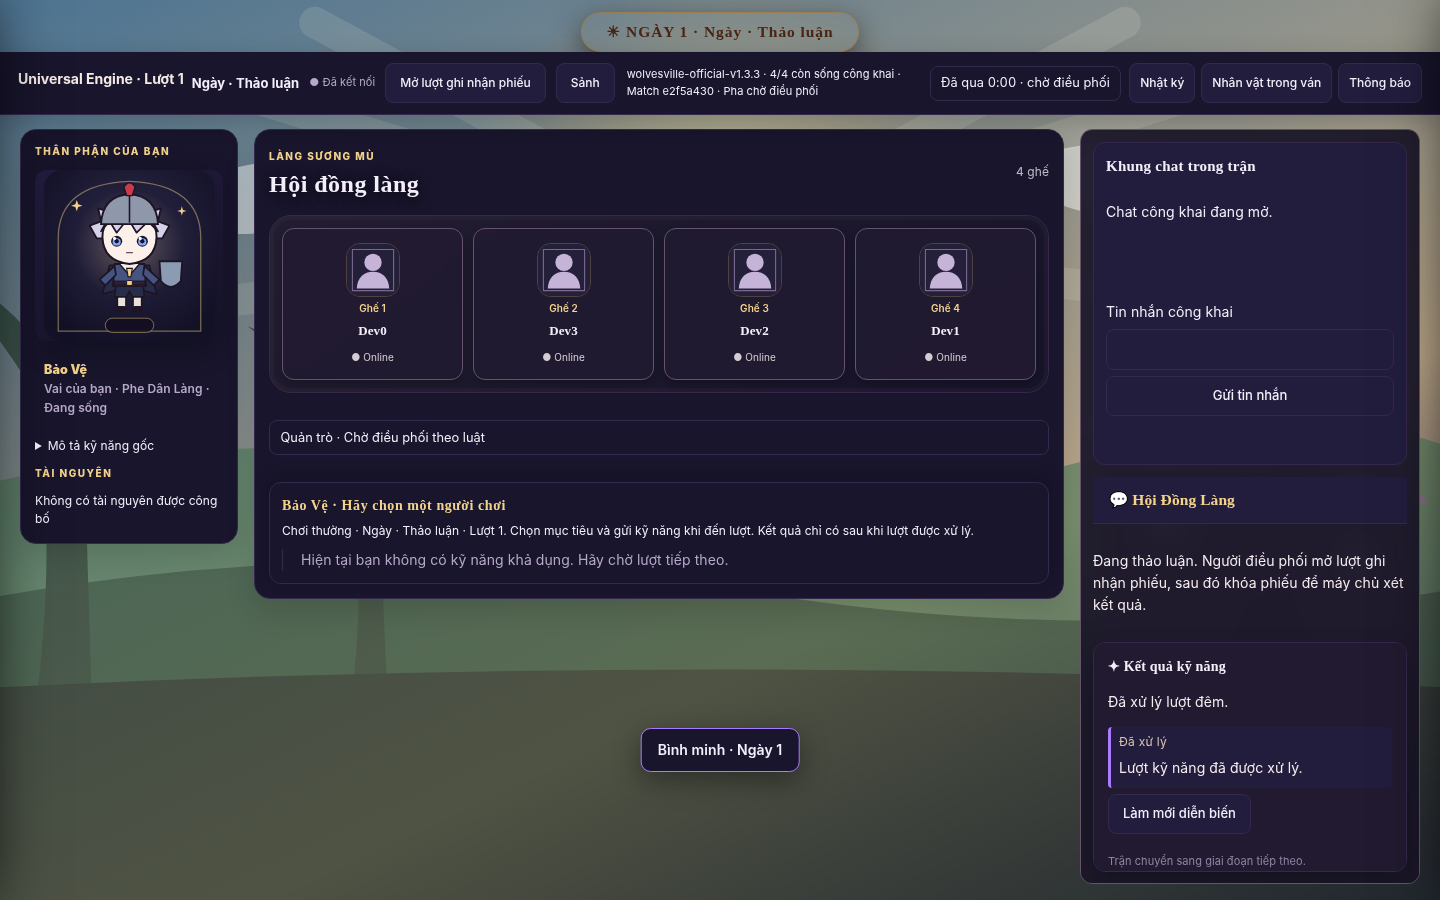 ☀ NGÀY 1 · Ngày · Thảo luận
Universal Engine · Lượt 1
Ngày · Thảo luận
Đã kết nối
Mở lượt ghi nhận phiếu
Sảnh
wolvesville-official-v1.3.3 · 4/4 còn sống công khai ·
Match e2f5a430 · Pha chờ điều phối
Đã qua 0:00 · chờ điều phối
Nhật ký
Nhân vật trong ván
Thông báo
THÂN PHẬN CỦA BẠN
Bảo Vệ
Vai của bạn · Phe Dân Làng ·
Đang sống
Mô tả kỹ năng gốc
TÀI NGUYÊN
Không có tài nguyên được công
bố
LÀNG SƯƠNG MÙ
Hội đồng làng
4 ghế
Ghế 1
Dev0
Online
Ghế 2
Dev3
Online
Ghế 3
Dev2
Online
Ghế 4
Dev1
Online
Quản trò · Chờ điều phối theo luật
Bảo Vệ · Hãy chọn một người chơi
Chơi thường · Ngày · Thảo luận · Lượt 1. Chọn mục tiêu và gửi kỹ năng khi đến lượt. Kết quả chỉ có sau khi lượt được xử lý.
Hiện tại bạn không có kỹ năng khả dụng. Hãy chờ lượt tiếp theo.
Bình minh · Ngày 1
Khung chat trong trận
Chat công khai đang mở.
Tin nhắn công khai
Gửi tin nhắn
💬 Hội Đồng Làng
Đang thảo luận. Người điều phối mở lượt ghi
nhận phiếu, sau đó khóa phiếu để máy chủ xét
kết quả.
✦ Kết quả kỹ năng
Đã xử lý lượt đêm.
Đã xử lý
Lượt kỹ năng đã được xử lý.
Làm mới diễn biến
Trận chuyển sang giai đoạn tiếp theo.